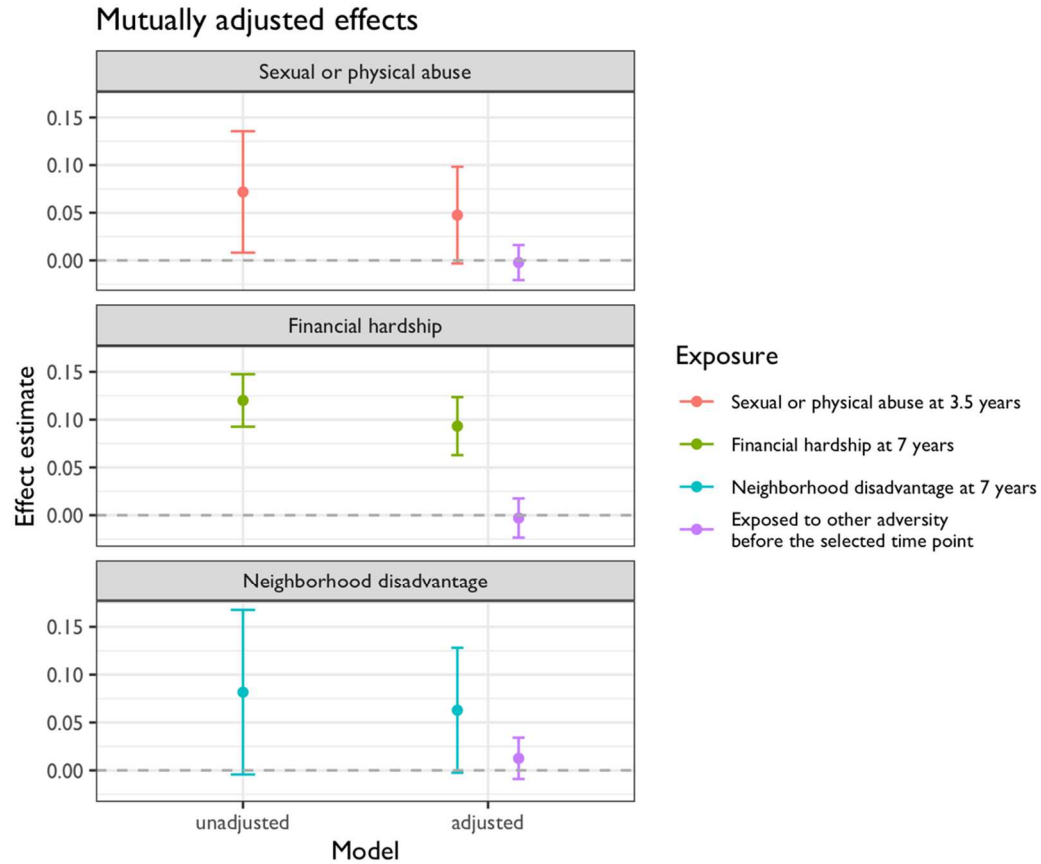 Mutually adjusted effects
Sexual or physical abuse
0.15
0.10
0.05
0.00
Financial hardship
0.15
0.10
0.05
0.00
Neighborhood disadvantage
0.15
0.10
0.05
0.00
Effect estimate
unadjusted adjusted
Model
Exposure
Sexual or physical abuse at 3.5 years
Financial hardship at 7 years
Neighborhood disadvantage at 7 years
Exposed to other adversity
before the selected time point